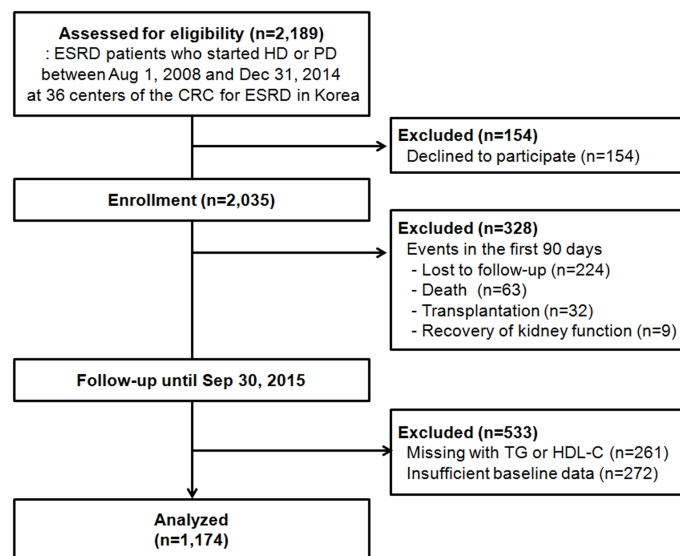 Assessed for eligibility (n=2,189)
: ESRD patients who started HD or PD
between Aug 1, 2008 and Dec 31, 2014
at 36 centers of the CRC for ESRD in Korea
Excluded (n=154)
Declined to participate (n=154)
Enrollment (n=2,035)
Excluded (n=328)
Events in the first 90 days
- Lost to follow-up (n=224)
- Death (n=63)
- Transplantation (n=32)
- Recovery of kidney function (n=9)
Follow-up until Sep 30, 2015
Excluded (n=533)
Missing with TG or HDL-C (n=261)
Insufficient baseline data (n=272)
Analyzed
(n=1,174)